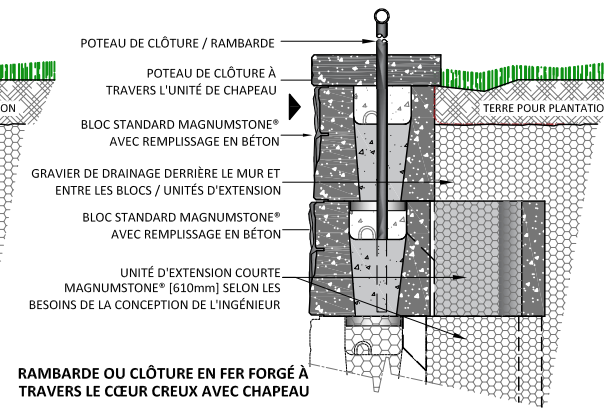 POTEAU DE CLÔTURE / RAMBARDE
POTEAU DE CLÔTURE À
TRAVERS L'UNITÉ DE CHAPEAU
ON
TERRE POUR PLANTATIO
BLOC STANDARD MAGNUMSTONE®
AVEC REMPLISSAGE EN BÉTON
GRAVIER DE DRAINAGE DERRIÈRE LE MUR ET
ENTRE LES BLOCS / UNITÉS D'EXTENSION
BLOC STANDARD MAGNUMSTONE®
AVEC REMPLISSAGE EN BÉTON
UNITÉ D'EXTENSION COURTE
MAGNUMSTONE® [610mm] SELON LES
BESOINS DE LA CONCEPTION DE L'INGÉNIEUR
RAMBARDE OU CLÔTURE EN FER FORGÉ À
TRAVERS LE CŒUR CREUX AVEC CHAPEAU